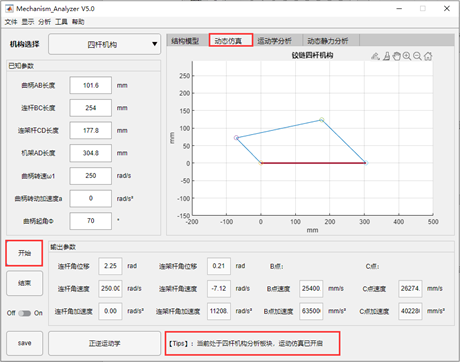 Mechanism_Analyzer V5.0
文件 显示 分析 工具 帮助
机构选择 四杆机构
结构模型 动态仿真 运动学分析 动态静力分析
已知参数
曲柄AB长度 101.6 mm
连杆BC长度 254 mm
连架杆CD长度 177.8 mm
机架AD长度 304.8 mm
曲柄转速ω1 250 rad/s
曲柄转动加速度a 0 rad/s²
曲柄起角Φ 70 °
铰链四杆机构
mm
250
200
150
100
50
0
-50
-100
-150
-200 -100 0 100 200 300 400 500
mm
开始
结束
Off On
save
输出参数
连杆角位移 2.25 rad 连架杆角位移 0.21 rad B点: C点:
连杆角速度 250.00 rad/s 连架杆角速度 -7.12 rad/s B点速度 25400 mm/s C点速度 26274. mm/s
连杆角加速度 0.00 rad/s² 连架杆角加速度 11208. rad/s² B点加速度 635000 mm/s² C点加速度 402280 mm/s²
正逆运动学
【Tips】: 当前处于四杆机构分析板块，运动仿真已开启